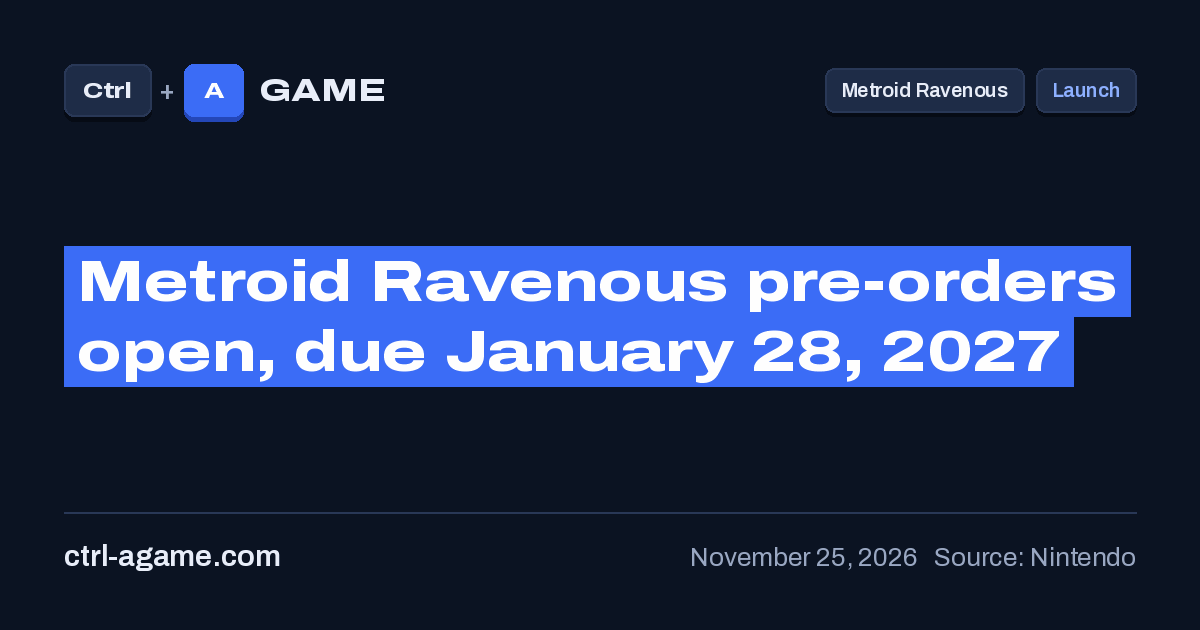 Ctrl + A GAME
Metroid Ravenous Launch
Metroid Ravenous pre-orders
open, due January 28, 2027
ctrl-agame.com
November 25, 2026 Source: Nintendo